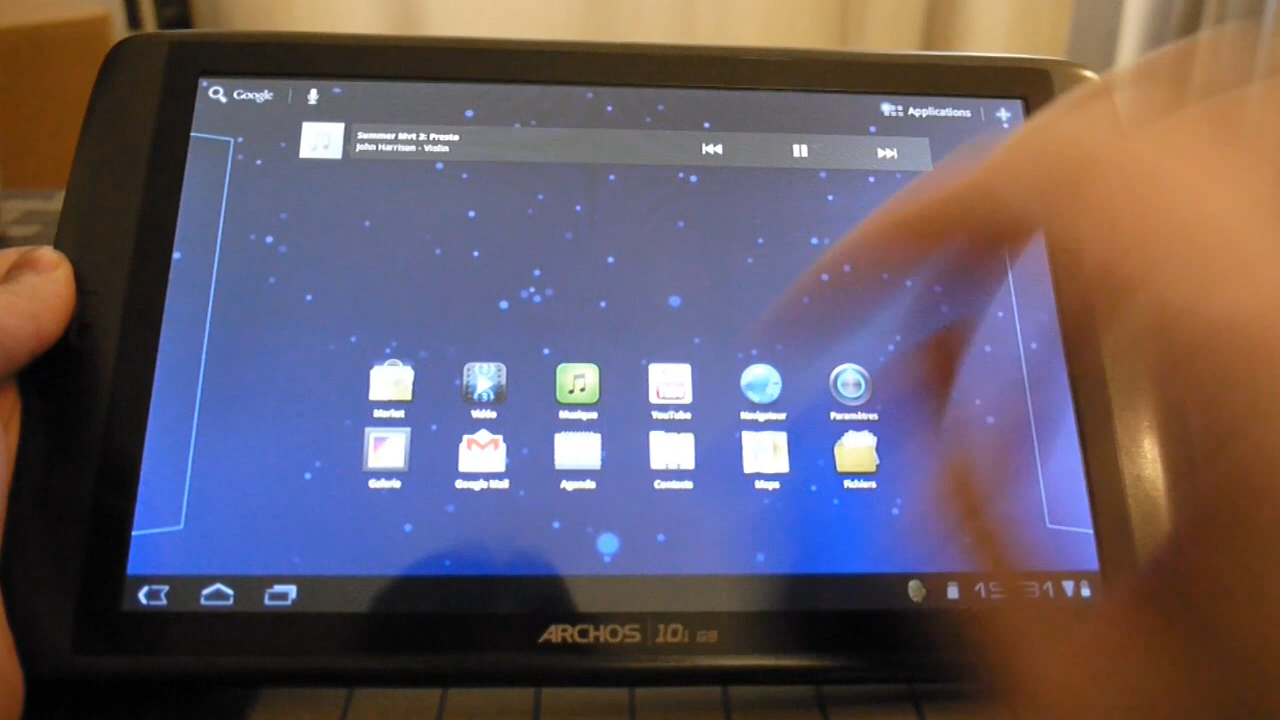 Google
Applications
Summer Mvt 3: Presto
John Harrison - Violin
Market
Vidéo
Musique
YouTube
Navigateur
Paramètres
Galerie
Google Mail
Agenda
Contacts
Maps
Fichiers
ARCHOS 101 G9